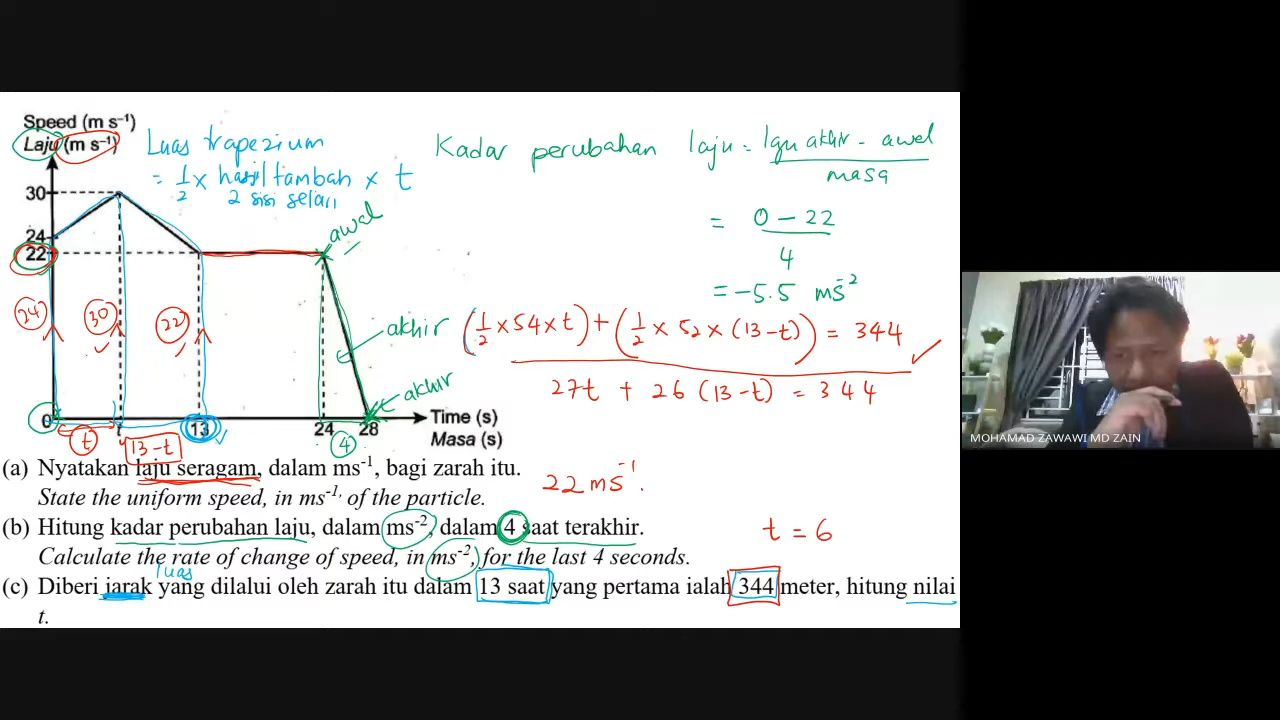 Speed (m s⁻¹)
Laju (m s⁻¹)
Luas trapezium
= 1/2 × hasil tambah × t
2 sisi selari
Kadar perubahan laju = laju akhir - awal
masa
= 0 - 22
4
= -5.5 ms⁻²
30
24
22
0
t
13
24
28
Time (s)
Masa (s)
awal
akhir
akhir
24
30
22
t
13-t
4
(1/2 × 54 × t) + (1/2 × 52 × (13-t)) = 344
27t + 26 (13-t) = 344
(a) Nyatakan laju seragam, dalam ms⁻¹, bagi zarah itu.
State the uniform speed, in ms⁻¹, of the particle.
22 ms⁻¹.
(b) Hitung kadar perubahan laju, dalam ms⁻², dalam 4 saat terakhir.
Calculate the rate of change of speed, in ms⁻², for the last 4 seconds.
t = 6
luas
(c) Diberi jarak yang dilalui oleh zarah itu dalam 13 saat yang pertama ialah 344 meter, hitung nilai
t.
MOHAMAD ZAWAWI MD ZAIN